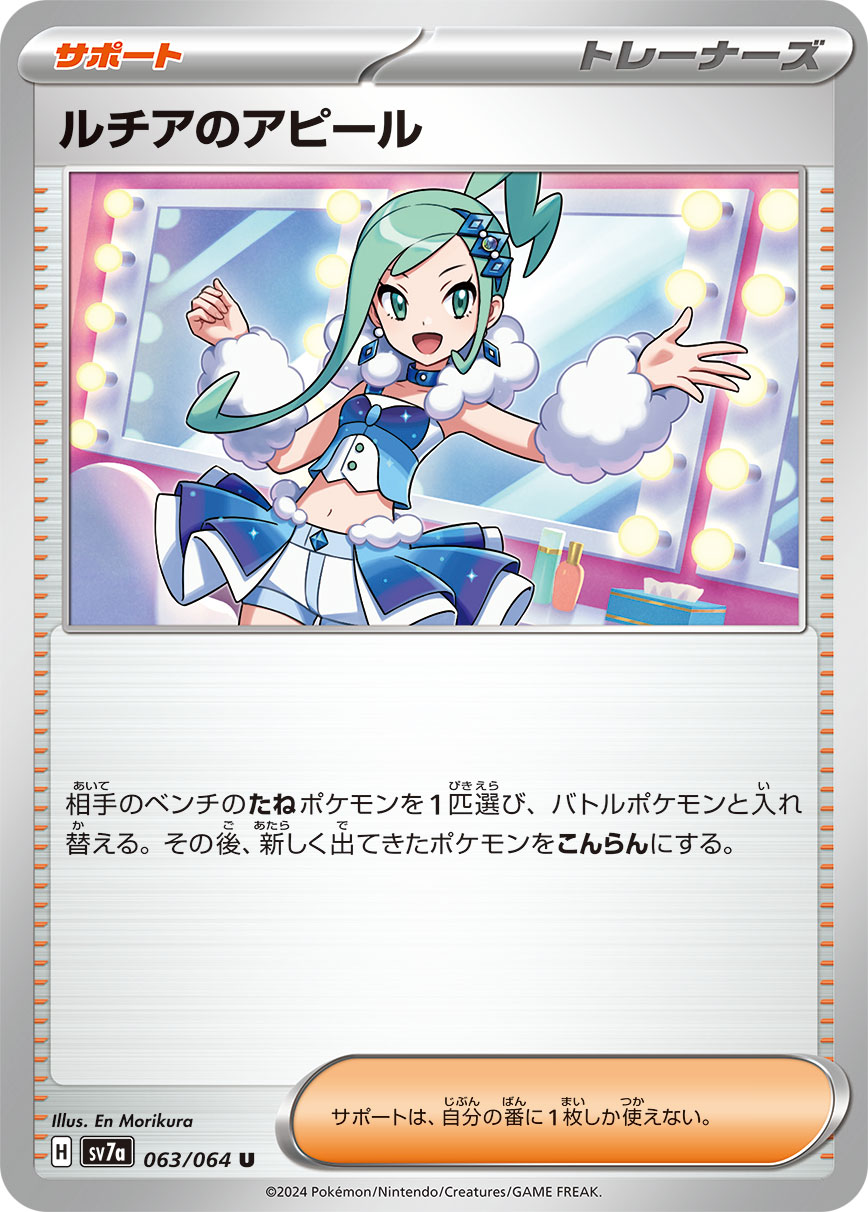 サポート
トレーナーズ
ルチアのアピール
相手のベンチのたねポケモンを1匹選び、バトルポケモンと入れ
替える。その後、新しく出てきたポケモンをこんらんにする。
サポートは、自分の番に1枚しか使えない。
Illus. En Morikura
H sv7a 063/064 U
©2024 Pokémon/Nintendo/Creatures/GAME FREAK.